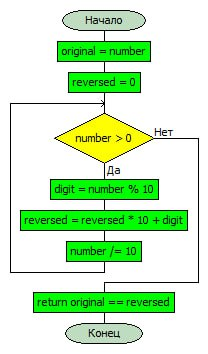 Начало
original = number
reversed = 0
number > 0
Нет
Да
digit = number % 10
reversed = reversed * 10 + digit
number /= 10
return original == reversed
Конец